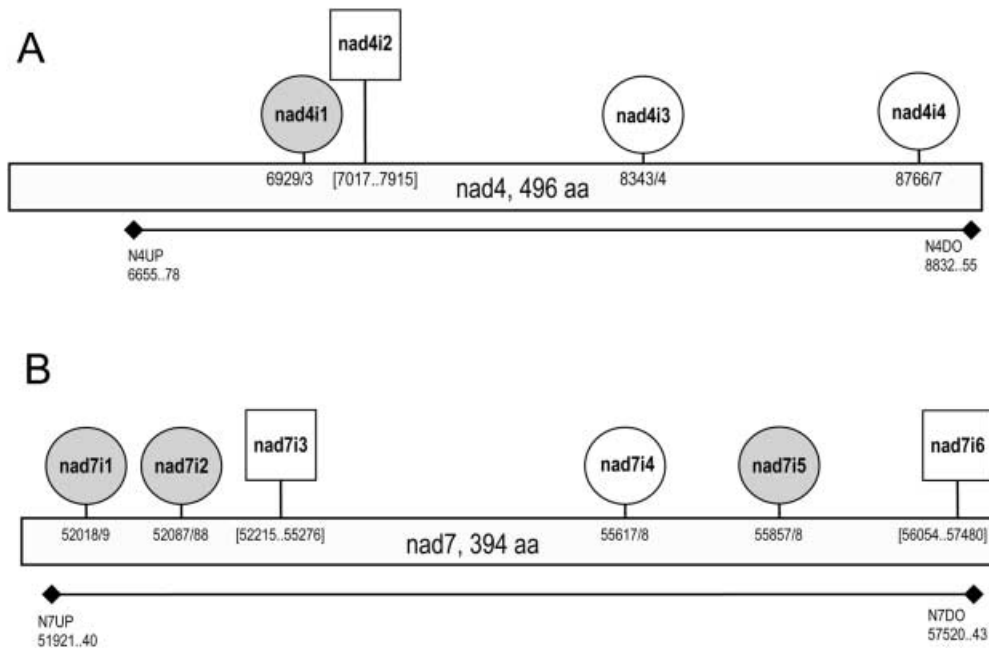 A
nad4i2
nad4i1
nad4i3
nad4i4
6929/3
[7017..7915]
8343/4
8766/7
nad4, 496 aa
N4UP
6655..78
N4DO
8832..55
B
nad7i1
nad7i2
nad7i3
nad7i4
nad7i5
nad7i6
52018/9
52087/88
[52215..55276]
55617/8
55857/8
[56054..57480]
nad7, 394 aa
N7UP
51921..40
N7DO
57520..43